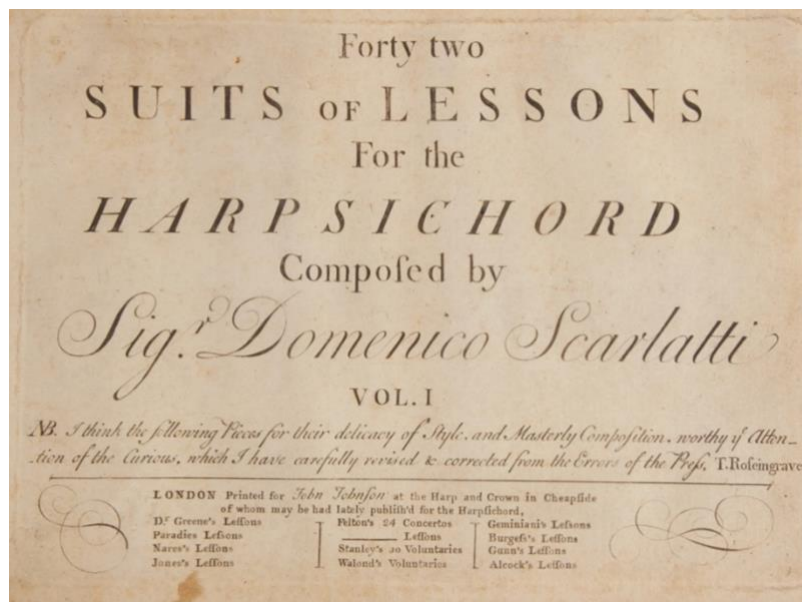 Forty two
SUITS OF LESSONS
For the
HARPSICHORD
Compoſed by
Sig.ʳ Domenico Scarlatti
VOL. I
NB. I think the following Pieces for their delicacy of Style, and Masterly Compoſition, worthy yͤ Atten-
-tion of the Curious, which I have carefully revised & corrected from the Errors of the Preſs, T. Roſeingrave
LONDON Printed for John Johnſon at the Harp and Crown in Cheapſide
of whom may be had lately publiſh'd for the Harpſichord,
D.ʳ Greene's Leſſons
Paradies Leſsons
Nares's Leſſons
Jones's Leſſons
Felton's 24 Concertos
——— Leſſons
Stanley's 30 Voluntaries
Walond's Voluntaries
Geminiani's Leſsons
Burgeſs's Leſſons
Gunn's Leſſons
Alcock's Leſſons